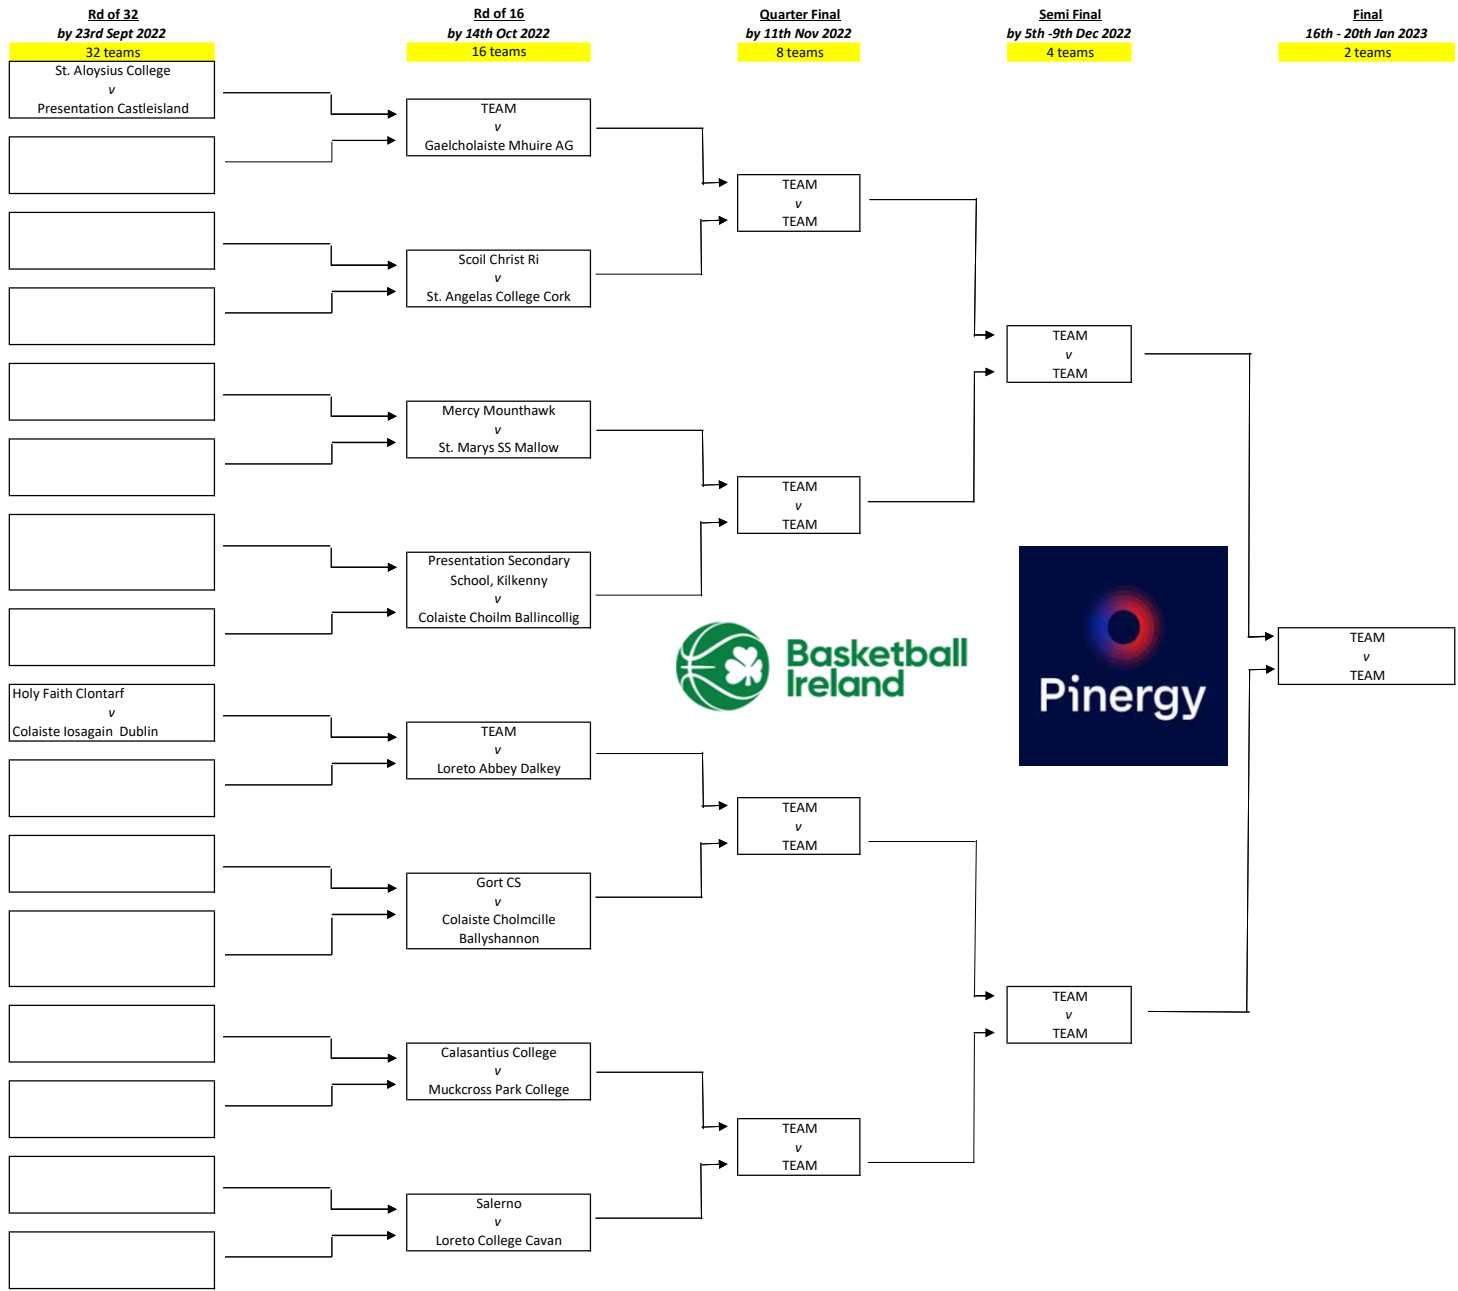 Rd of 32
by 23rd Sept 2022
32 teams
St. Aloysius College
v
Presentation Castleisland
Holy Faith Clontarf
v
Colaiste Iosagain Dublin
Rd of 16
by 14th Oct 2022
16 teams
TEAM
v
Gaelcholaiste Mhuire AG
Scoil Christ Ri
v
St. Angelas College Cork
Mercy Mounthawk
v
St. Marys SS Mallow
Presentation Secondary
School, Kilkenny
v
Colaiste Choilm Ballincollig
TEAM
v
Loreto Abbey Dalkey
Gort CS
v
Colaiste Cholmcille
Ballyshannon
Calasantius College
v
Muckcross Park College
Salerno
v
Loreto College Cavan
Quarter Final
by 11th Nov 2022
8 teams
TEAM
v
TEAM
TEAM
v
TEAM
Basketball
Ireland
TEAM
v
TEAM
TEAM
v
TEAM
Semi Final
by 5th -9th Dec 2022
4 teams
TEAM
v
TEAM
Pinergy
TEAM
v
TEAM
Final
16th - 20th Jan 2023
2 teams
TEAM
v
TEAM